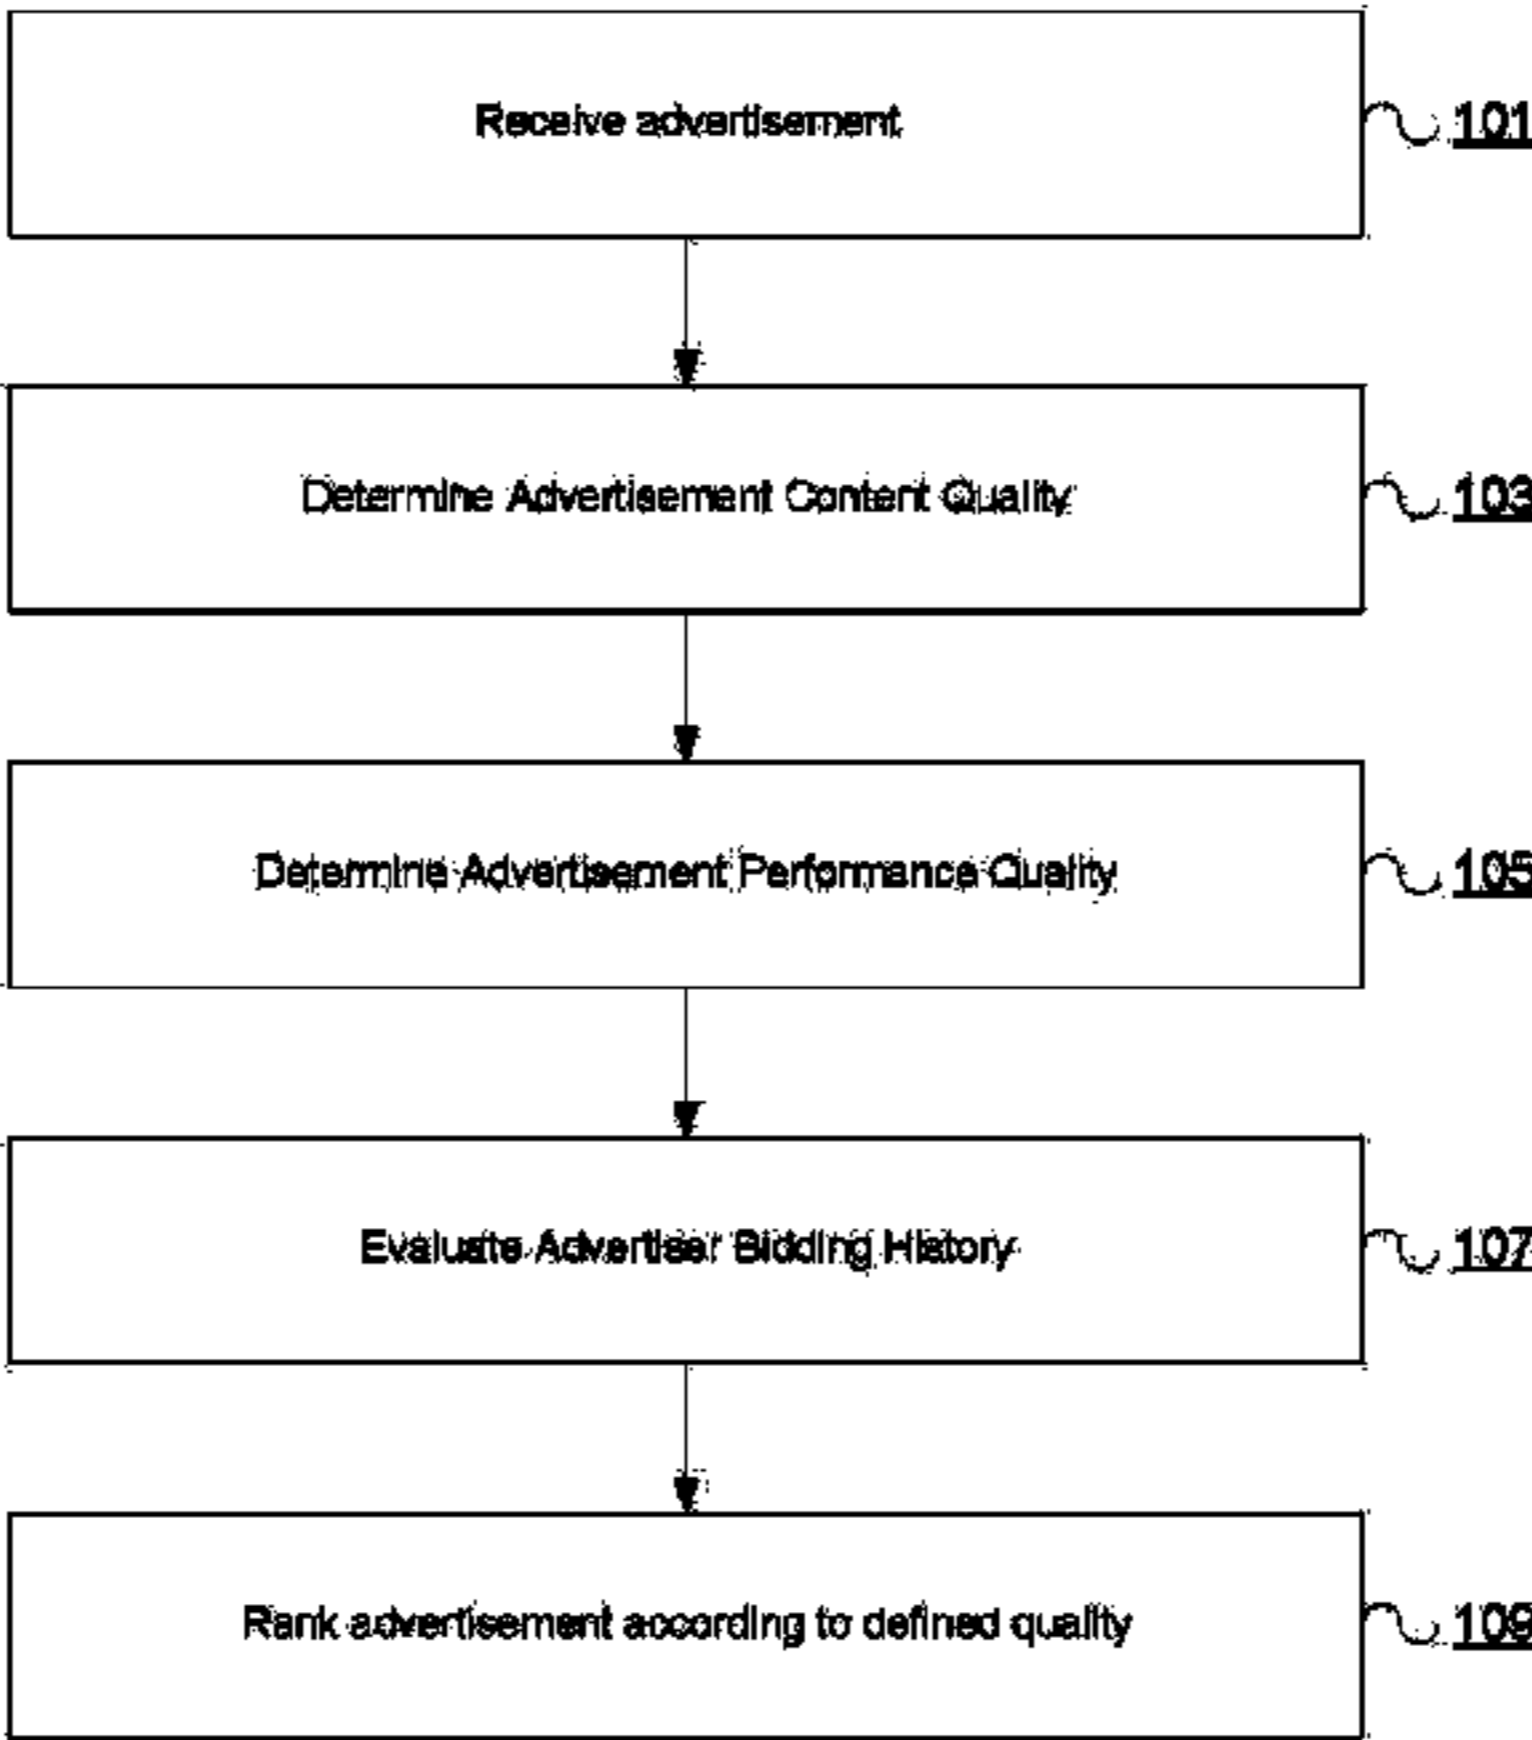 Receive advertisement
101
Determine Advertisement Content Quality
103
Determine Advertisement Performance Quality
105
Evaluate Advertiser Bidding History
107
Rank advertisement according to defined quality
109